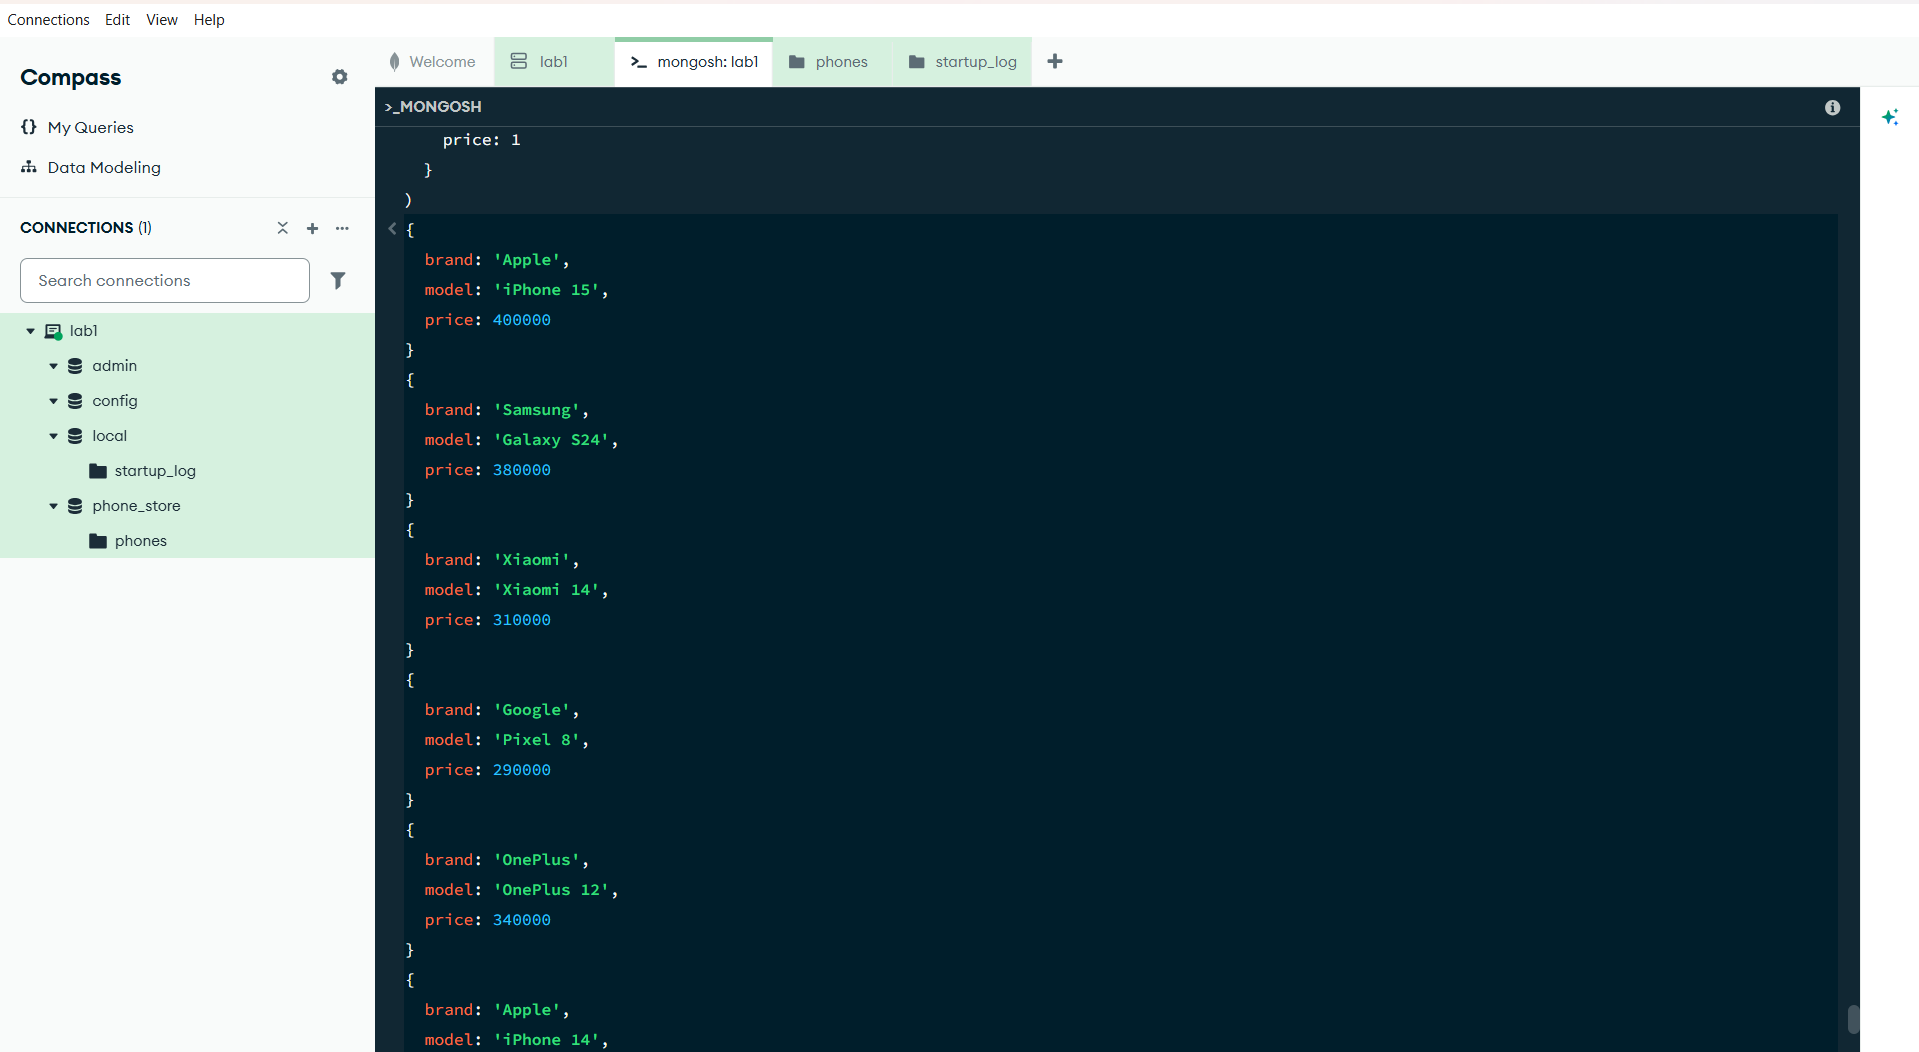 Connections Edit View Help
Compass
My Queries
Data Modeling
CONNECTIONS (1)
Search connections
lab1
admin
config
local
startup_log
phone_store
phones
Welcome lab1 mongosh: lab1 phones startup_log
>_MONGOSH
price: 1
}
)
{
brand: 'Apple',
model: 'iPhone 15',
price: 400000
}
{
brand: 'Samsung',
model: 'Galaxy S24',
price: 380000
}
{
brand: 'Xiaomi',
model: 'Xiaomi 14',
price: 310000
}
{
brand: 'Google',
model: 'Pixel 8',
price: 290000
}
{
brand: 'OnePlus',
model: 'OnePlus 12',
price: 340000
}
{
brand: 'Apple',
model: 'iPhone 14',